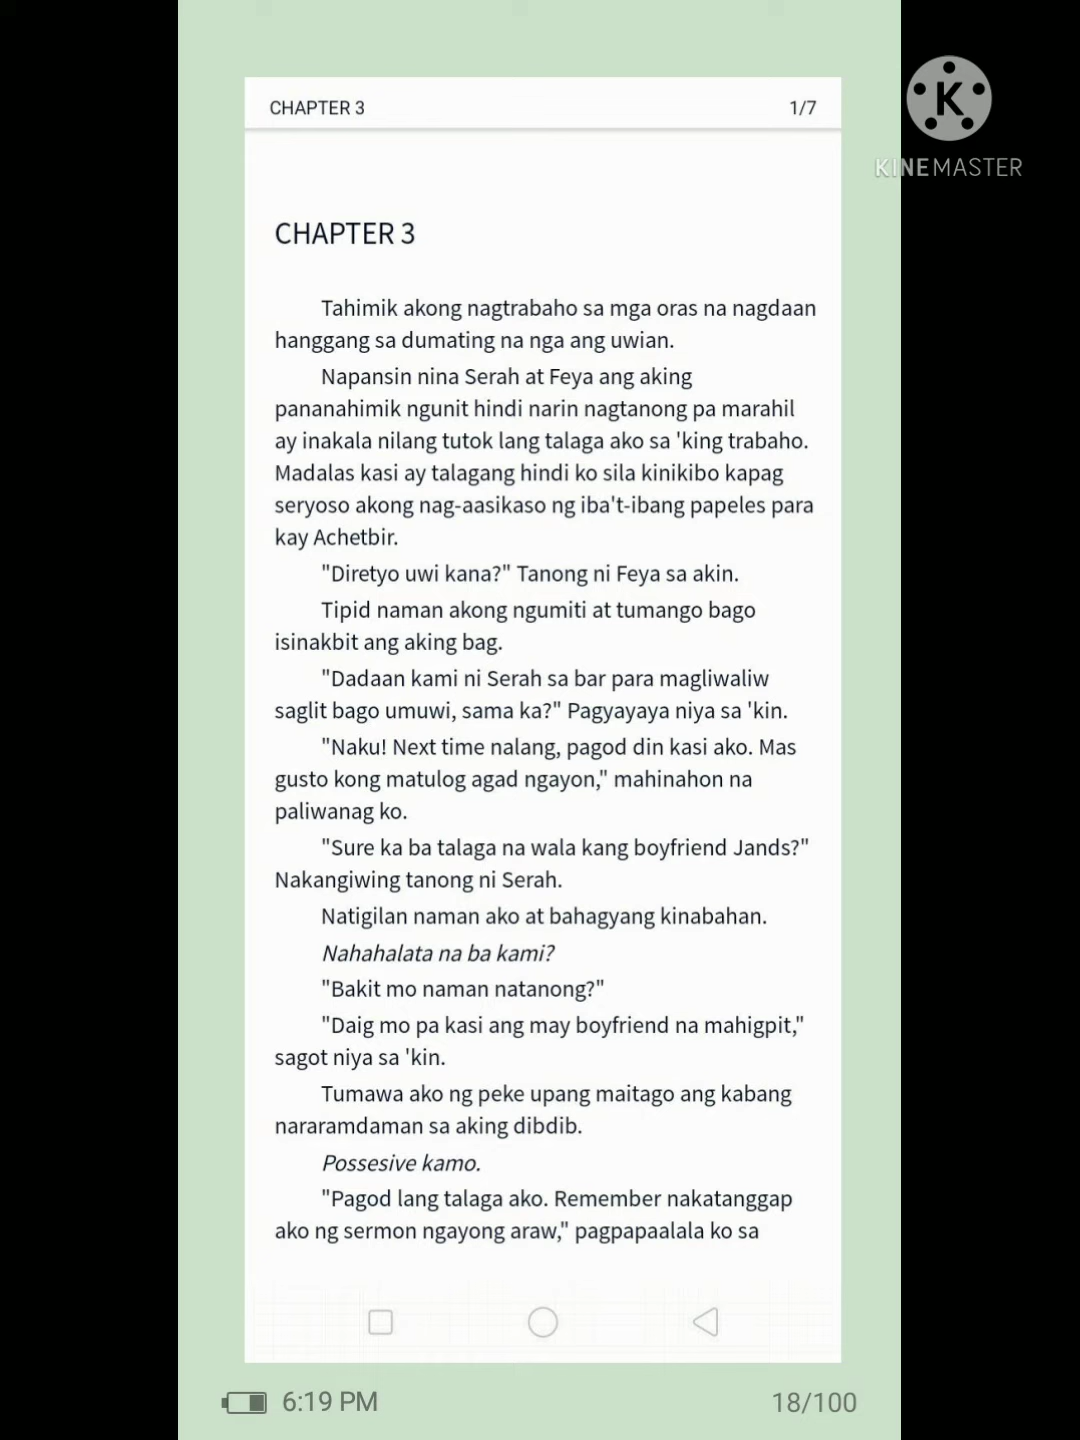 CHAPTER 3 1/7
K
KINEMASTER
CHAPTER 3
Tahimik akong nagtrabaho sa mga oras na nagdaan
hanggang sa dumating na nga ang uwian.
Napansin nina Serah at Feya ang aking
pananahimik ngunit hindi narin nagtanong pa marahil
ay inakala nilang tutok lang talaga ako sa 'king trabaho.
Madalas kasi ay talagang hindi ko sila kinikibo kapag
seryoso akong nag-aasikaso ng iba't-ibang papeles para
kay Achetbir.
"Diretyo uwi kana?" Tanong ni Feya sa akin.
Tipid naman akong ngumiti at tumango bago
isinakbit ang aking bag.
"Dadaan kami ni Serah sa bar para magliwaliw
saglit bago umuwi, sama ka?" Pagyayaya niya sa 'kin.
"Naku! Next time nalang, pagod din kasi ako. Mas
gusto kong matulog agad ngayon," mahinahon na
paliwanag ko.
"Sure ka ba talaga na wala kang boyfriend Jands?"
Nakangiwing tanong ni Serah.
Natigilan naman ako at bahagyang kinabahan.
Nahahalata na ba kami?
"Bakit mo naman natanong?"
"Daig mo pa kasi ang may boyfriend na mahigpit,"
sagot niya sa 'kin.
Tumawa ako ng peke upang maitago ang kabang
nararamdaman sa aking dibdib.
Possesive kamo.
"Pagod lang talaga ako. Remember nakatanggap
ako ng sermon ngayong araw," pagpapaalala ko sa
6:19 PM 18/100